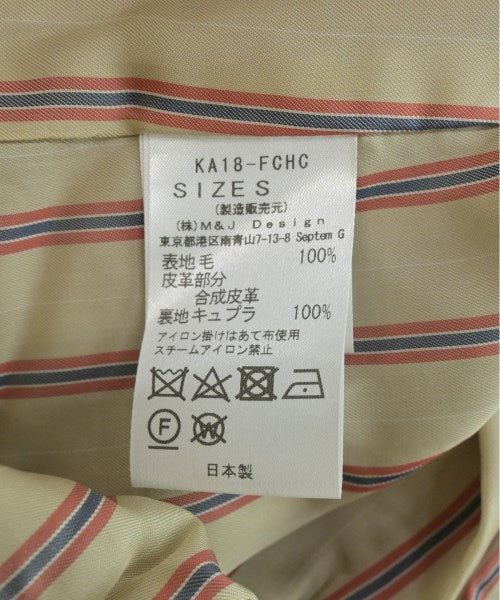 KA18-FCHC
SIZE S
(製造販売元)
(株)M&J Design
東京都港区南青山7-13-8 Septem G
表地 毛 100%
皮革部分
合成皮革
裏地 キュプラ 100%
アイロン掛けはあて布使用
スチームアイロン禁止
F W
日本製